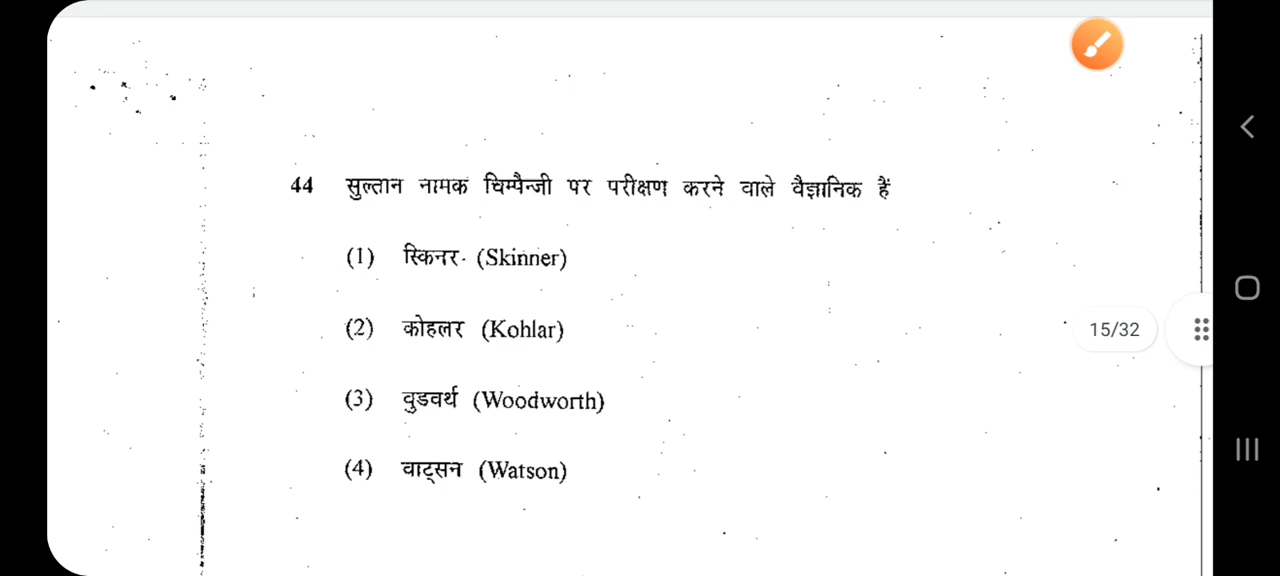 44 सुल्तान नामक चिम्पैन्जी पर परीक्षण करने वाले वैज्ञानिक हैं
(1) स्किनर (Skinner)
(2) कोहलर (Kohlar)
15/32
(3) वुडवर्थ (Woodworth)
(4) वाट्सन (Watson)